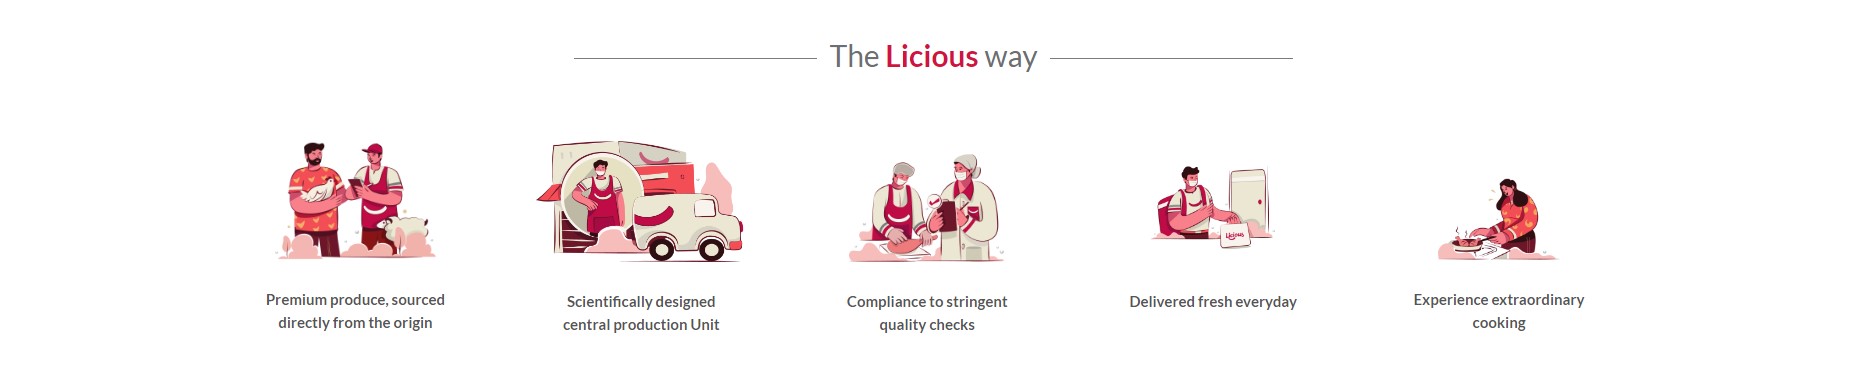 The Licious way
Premium produce, sourced
directly from the origin
Scientifically designed
central production Unit
Compliance to stringent
quality checks
Licious
Delivered fresh everyday
Experience extraordinary
cooking